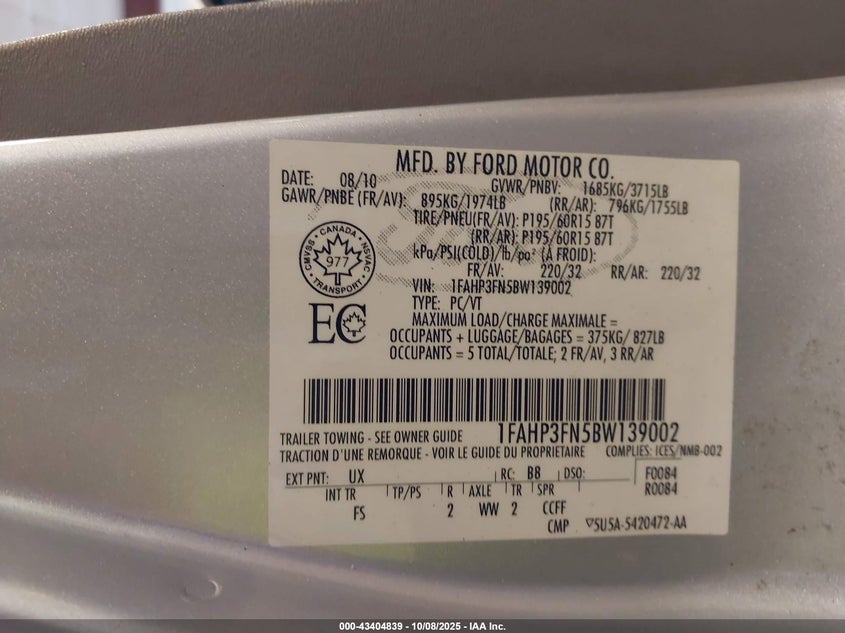 MFD. BY FORD MOTOR CO.
DATE: 08/10 GVWR/PNBV: 1685KG/3715LB
GAWR/PNBE (FR/AV): 895KG/1974LB (RR/AR): 796KG/1755LB
TIRE/PNEU(FR/AV): P195/60R15 87T
(RR/AR): P195/60R15 87T
kPa/PSI(COLD)/lb/po² (À FROID):
FR/AV: 220/32 RR/AR: 220/32
VIN: 1FAHP3FN5BW139002
TYPE: PC/VT
MAXIMUM LOAD/CHARGE MAXIMALE =
OCCUPANTS + LUGGAGE/BAGAGES = 375KG/ 827LB
OCCUPANTS = 5 TOTAL/TOTALE; 2 FR/AV, 3 RR/AR
CMVSS · CANADA · NSVAC
977
TRANSPORT
EC
1FAHP3FN5BW139002
TRAILER TOWING - SEE OWNER GUIDE
TRACTION D'UNE REMORQUE - VOIR LE GUIDE DU PROPRIETAIRE COMPLIES: ICES/NMB-002
EXT PNT: UX RC: B8 DSO: F0084
INT TR TP/PS R AXLE TR SPR R0084
FS 2 WW 2 CCFF
CMP ▽5U5A-5420472-AA
000-43404839 - 10/08/2025 - IAA Inc.